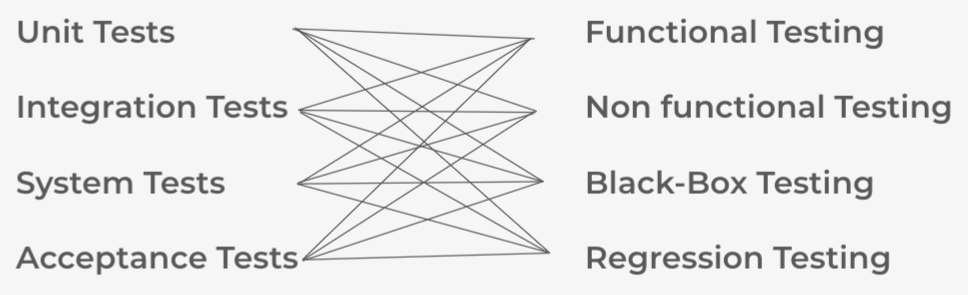 Unit Tests
Functional Testing
Integration Tests
Non functional Testing
System Tests
Black-Box Testing
Acceptance Tests
Regression Testing